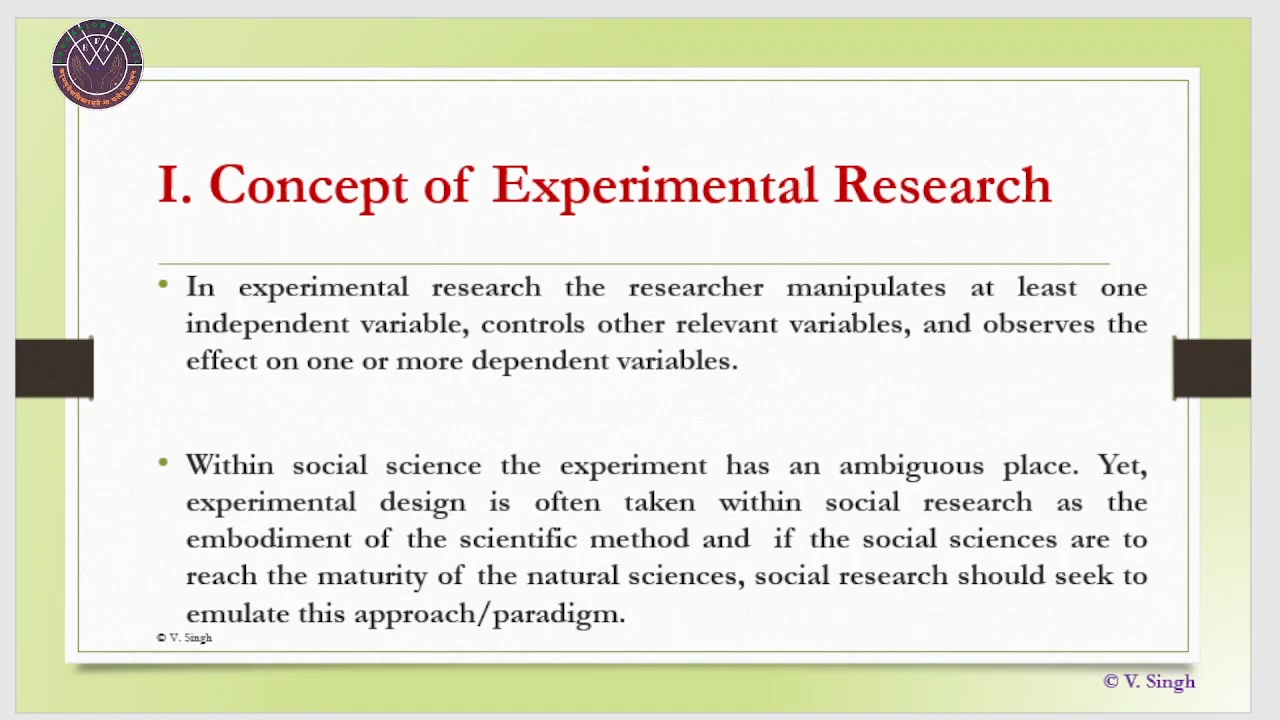 E F A
I. Concept of Experimental Research
• In experimental research the researcher manipulates at least one
independent variable, controls other relevant variables, and observes the
effect on one or more dependent variables.
• Within social science the experiment has an ambiguous place. Yet,
experimental design is often taken within social research as the
embodiment of the scientific method and if the social sciences are to
reach the maturity of the natural sciences, social research should seek to
emulate this approach/paradigm.
© V. Singh
© V. Singh